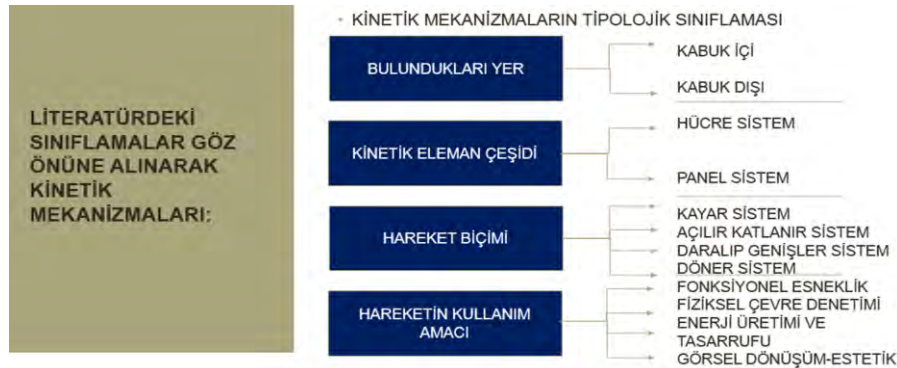 LİTERATÜRDEKİ
SINIFLAMALAR GÖZ
ÖNÜNE ALINARAK
KİNETİK
MEKANİZMALARI:
KİNETİK MEKANİZMALARIN TİPOLOJİK SINIFLAMASI
BULUNDUKLARI YER
KABUK İÇİ
KABUK DIŞI
KİNETİK ELEMAN ÇEŞİDİ
HÜCRE SİSTEM
PANEL SİSTEM
HAREKET BİÇİMİ
KAYAR SİSTEM
AÇILIR KATLANIR SİSTEM
DARALIP GENİŞLER SİSTEM
DÖNER SİSTEM
HAREKETİN KULLANIM
AMACI
FONKSİYONEL ESNEKLİK
FİZİKSEL ÇEVRE DENETİMİ
ENERJİ ÜRETİMİ VE
TASARRUFU
GÖRSEL DÖNÜŞÜM-ESTETİK